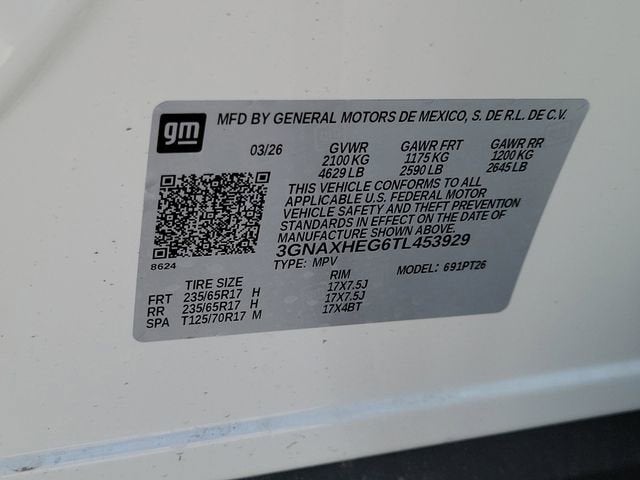 gm
MFD BY GENERAL MOTORS DE MEXICO, S. DE R.L. DE C.V.
03/26 GVWR GAWR FRT GAWR RR
2100 KG 1175 KG 1200 KG
4629 LB 2590 LB 2645 LB
THIS VEHICLE CONFORMS TO ALL
APPLICABLE U.S. FEDERAL MOTOR
VEHICLE SAFETY AND THEFT PREVENTION
STANDARDS IN EFFECT ON THE DATE OF
MANUFACTURE SHOWN ABOVE.
3GNAXHEG6TL453929
8624
TYPE: MPV MODEL: 691PT26
TIRE SIZE RIM
FRT 235/65R17 H 17X7.5J
RR 235/65R17 H 17X7.5J
SPA T125/70R17 M 17X4BT